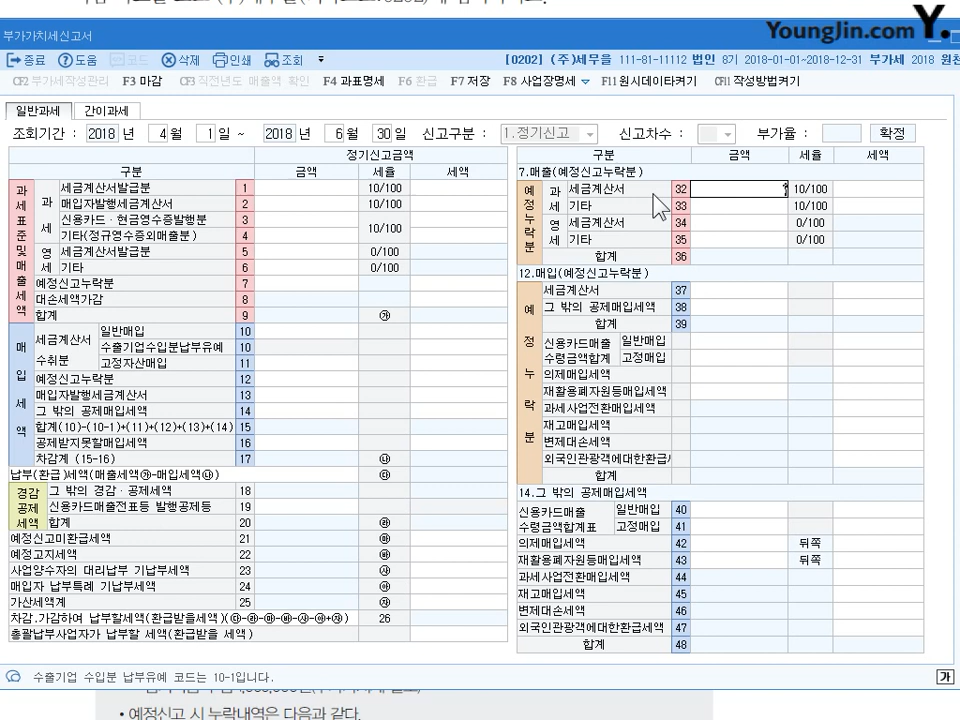 YoungJin.com Y.
부가가치세신고서
종료 도움 코드 삭제 인쇄 조회 [0202] (주)세무을 111-81-11112 법인 8기 2018-01-01~2018-12-31 부가세 2018 원천
CF2 부가세작성관리 F3 마감 CF3 직전년도 매출액 확인 F4 과표명세 F6 환급 F7 저장 F8 사업장명세 F11 원시데이타켜기 CF11 작성방법켜기
일반과세 간이과세
조회기간 : 2018 년 4 월 1 일 ~ 2018 년 6 월 30 일 신고구분 : 1.정기신고 신고차수 : 부가율 : 확정
정기신고금액
구분 금액 세율 세액
과세표준및매출세액
과세 세금계산서발급분 1 10/100
매입자발행세금계산서 2 10/100
신용카드·현금영수증발행분 3 10/100
기타(정규영수증외매출분) 4
영세 세금계산서발급분 5 0/100
기타 6 0/100
예정신고누락분 7
대손세액가감 8
합계 9 ㉮
매입세액
세금계산서 수취분 일반매입 10
수출기업수입분납부유예 10
고정자산매입 11
예정신고누락분 12
매입자발행세금계산서 13
그 밖의 공제매입세액 14
합계(10)-(10-1)+(11)+(12)+(13)+(14) 15
공제받지못할매입세액 16
차감계 (15-16) 17 ㉯
납부(환급)세액(매출세액㉮-매입세액㉯) ㉰
경감공제세액
그 밖의 경감·공제세액 18
신용카드매출전표등 발행공제등 19
합계 20 ㉱
예정신고미환급세액 21 ㉲
예정고지세액 22 ㉳
사업양수자의 대리납부 기납부세액 23 ㉴
매입자 납부특례 기납부세액 24 ㉵
가산세액계 25 ㉶
차감.가감하여 납부할세액(환급받을세액)(㉰-㉱-㉲-㉳-㉴-㉵+㉶) 26
총괄납부사업자가 납부할 세액(환급받을 세액)
구분 금액 세율 세액
7.매출(예정신고누락분)
예정누락분
과세 세금계산서 32 10/100
기타 33 10/100
영세 세금계산서 34 0/100
기타 35 0/100
합계 36
12.매입(예정신고누락분)
예정누락분
세금계산서 37
그 밖의 공제매입세액 38
합계 39
신용카드매출 수령금액합계 일반매입
고정매입
의제매입세액
재활용폐자원등매입세액
과세사업전환매입세액
재고매입세액
변제대손세액
외국인관광객에대한환급/
합계
14.그 밖의 공제매입세액
신용카드매출 수령금액합계표 일반매입 40
고정매입 41
의제매입세액 42 뒤쪽
재활용폐자원등매입세액 43 뒤쪽
과세사업전환매입세액 44
재고매입세액 45
변제대손세액 46
외국인관광객에대한환급세액 47
합계 48
수출기업 수입분 납부유예 코드는 10-1입니다. 가
• 예정신고 시 누락내역은 다음과 같다.